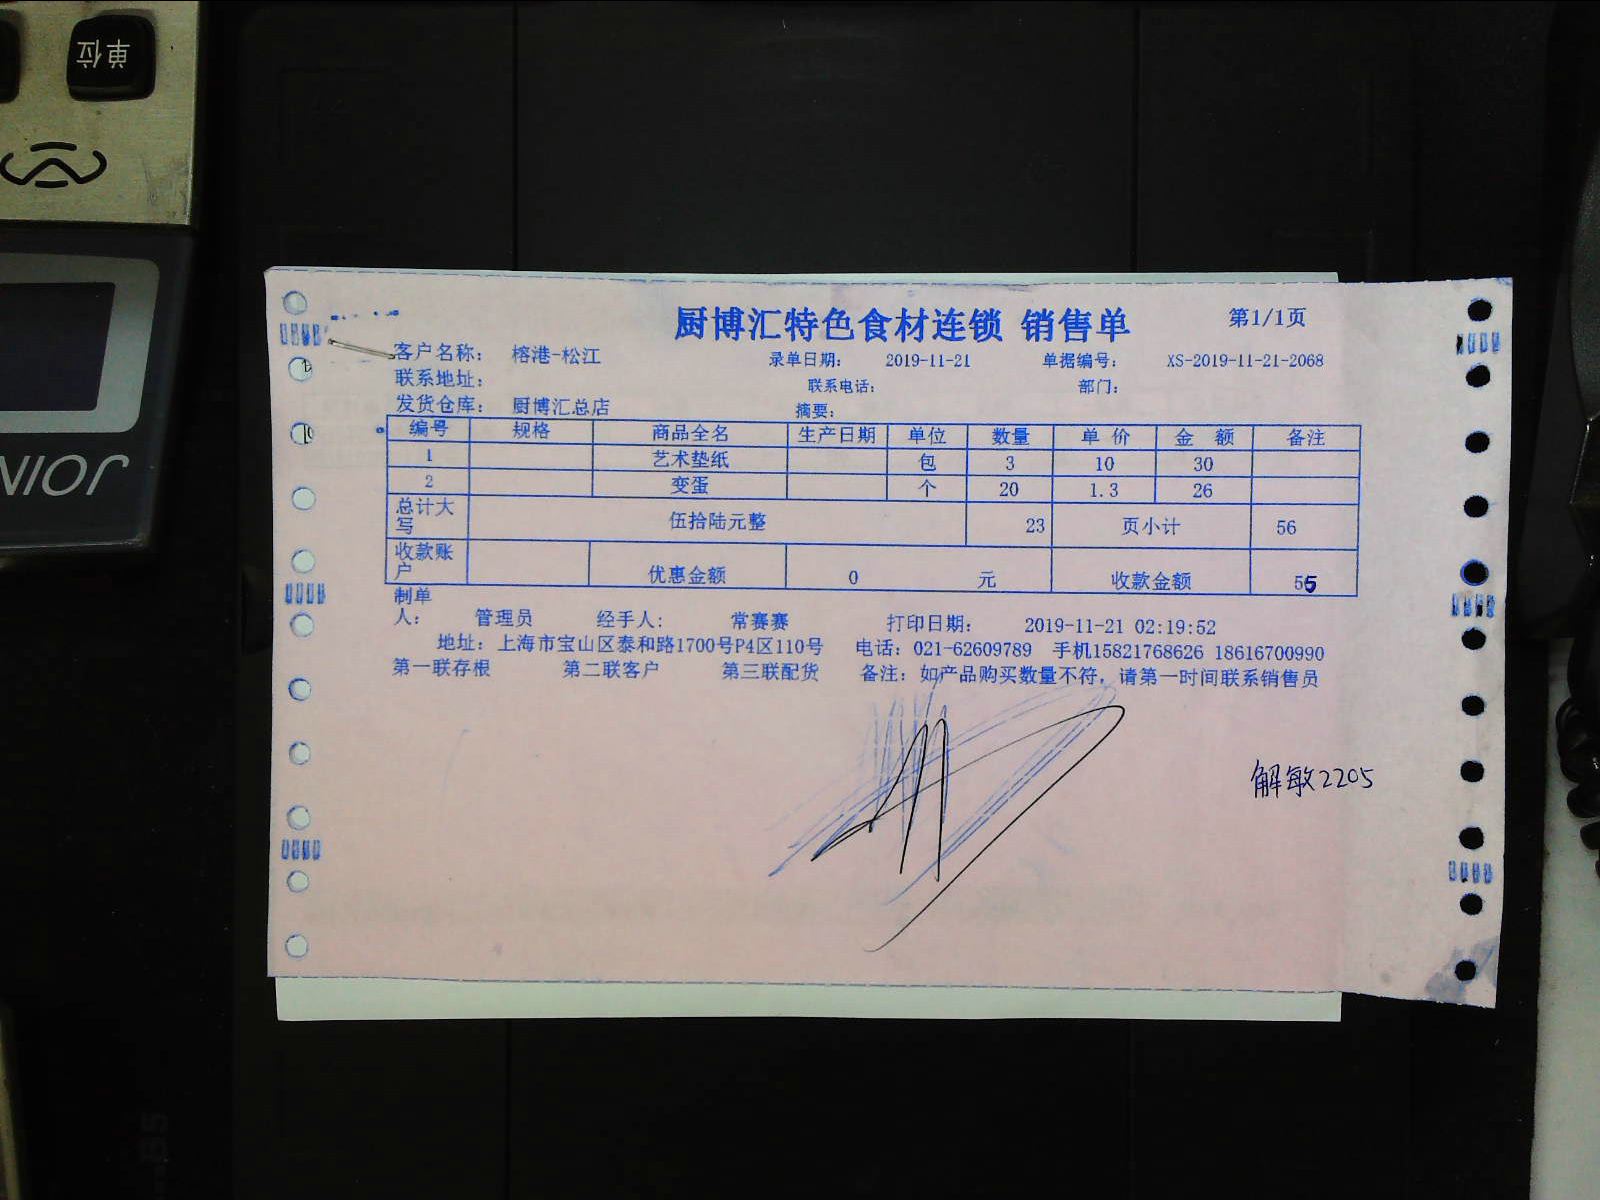 单位
NIOR
厨博汇特色食材连锁 销售单 第1/1页
客户名称： 榕港-松江 录单日期： 2019-11-21 单据编号： XS-2019-11-21-2068
联系地址： 联系电话： 部门：
发货仓库： 厨博汇总店 摘要：
编号 规格 商品全名 生产日期 单位 数量 单 价 金 额 备注
1 艺术垫纸 包 3 10 30
2 变蛋 个 20 1.3 26
总计大写 伍拾陆元整 23 页小计 56
收款账户 优惠金额 0 元 收款金额 55
制单人： 管理员 经手人： 常赛赛 打印日期： 2019-11-21 02:19:52
地址：上海市宝山区泰和路1700号P4区110号 电话：021-62609789 手机15821768626 18616700990
第一联存根 第二联客户 第三联配货 备注：如产品购买数量不符，请第一时间联系销售员
解敏2205